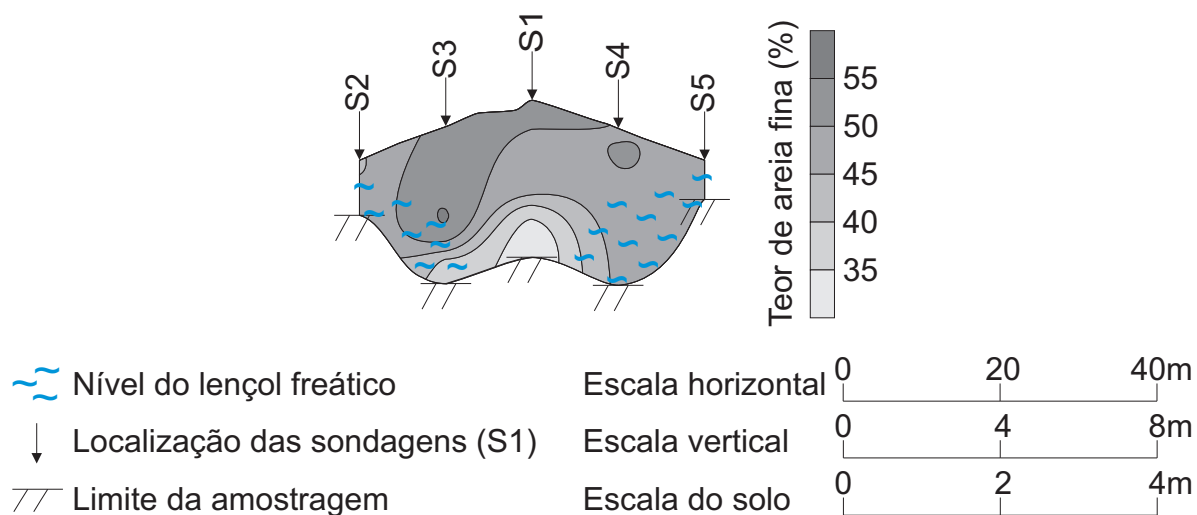 S2
S3
S1
S4
S5
Teor de areia fina (%)
55
50
45
40
35
Nível do lençol freático
Localização das sondagens (S1)
Limite da amostragem
Escala horizontal 0 20 40m
Escala vertical 0 4 8m
Escala do solo 0 2 4m